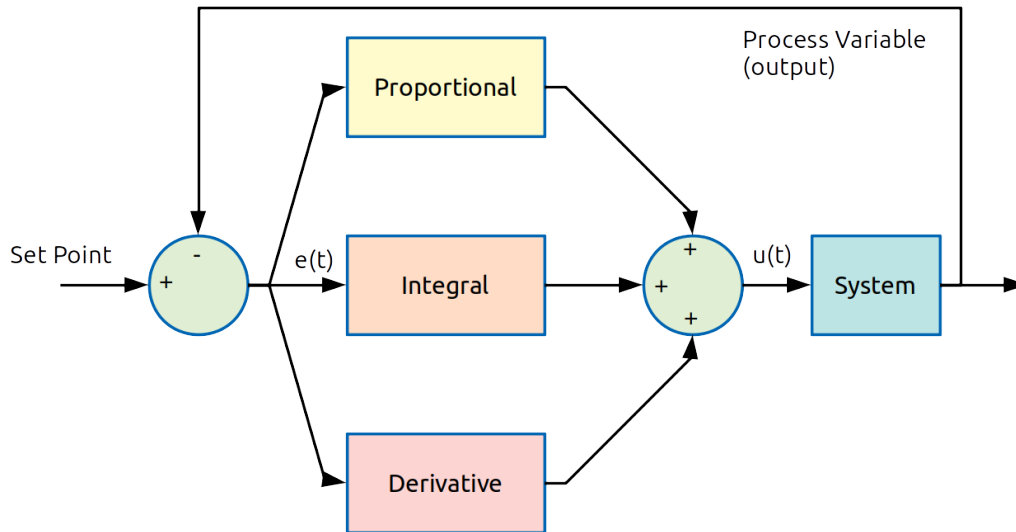 Process Variable
(output)
Proportional
Set Point
-
+
e(t)
Integral
+
+
+
u(t)
System
Derivative